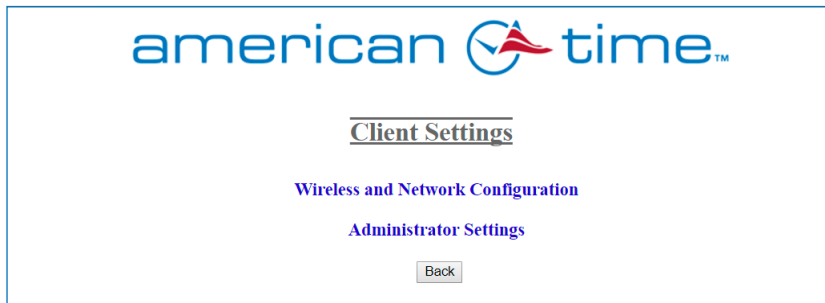 american time™
Client Settings
Wireless and Network Configuration
Administrator Settings
Back